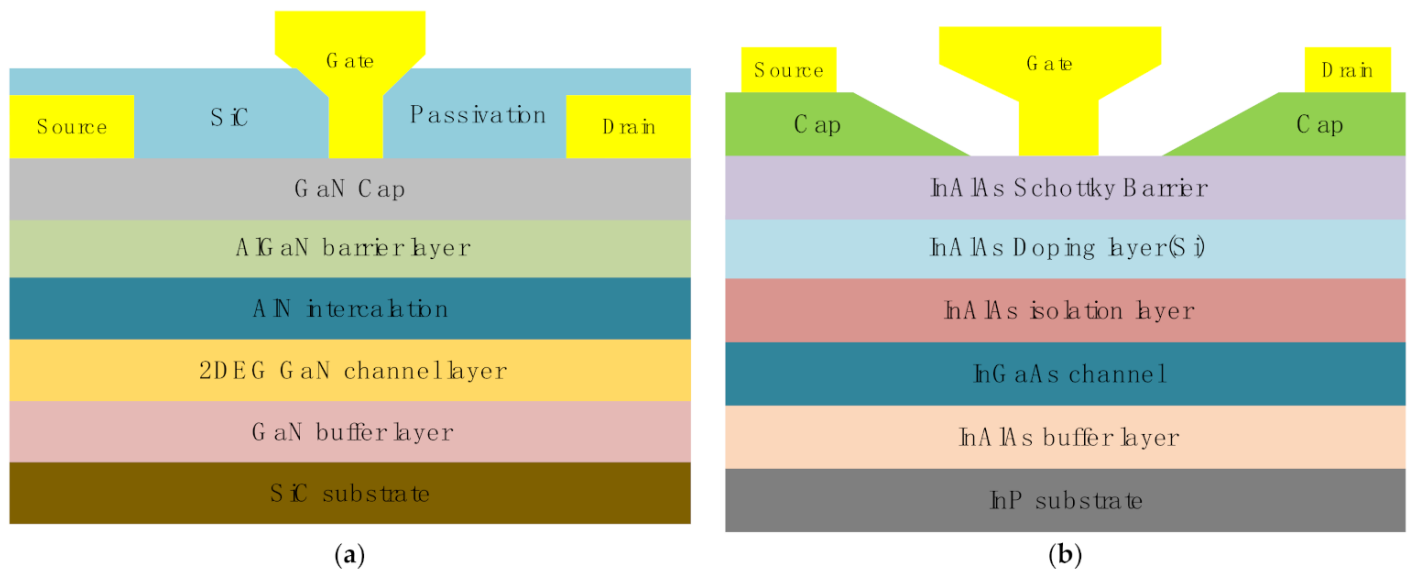 Gate
Source
SiC
Passivation
Drain
GaN Cap
AlGaN barrier layer
AlN intercalation
2DEG GaN channel layer
GaN buffer layer
SiC substrate
(a)
Source
Gate
Drain
Cap
Cap
InAlAs Schottky Barrier
InAlAs Doping layer(Si)
InAlAs isolation layer
InGaAs channel
InAlAs buffer layer
InP substrate
(b)